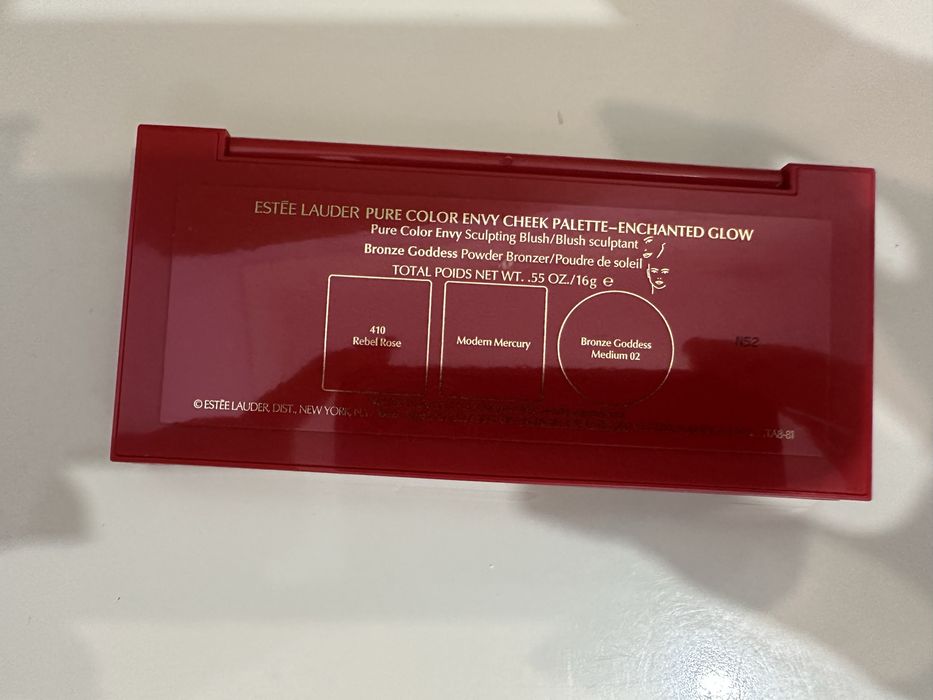 ESTĒE LAUDER PURE COLOR ENVY CHEEK PALETTE–ENCHANTED GLOW
Pure Color Envy Sculpting Blush/Blush sculptant
Bronze Goddess Powder Bronzer/Poudre de soleil
TOTAL POIDS NET WT. .55 OZ./16g ℮
410
Rebel Rose
Modern Mercury
Bronze Goddess
Medium 02
N52
© ESTĒE LAUDER, DIST., NEW YORK,